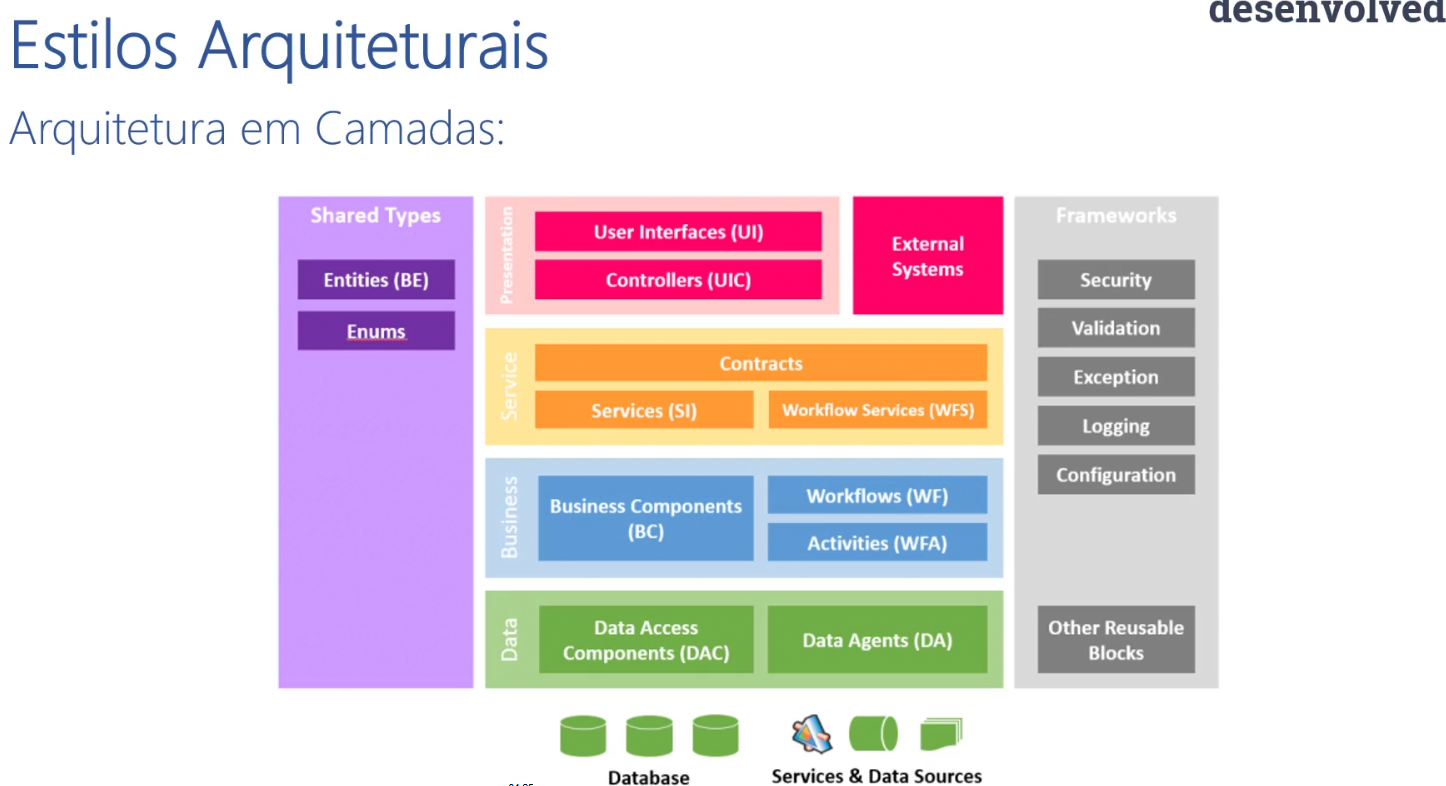 desenvolved
Estilos Arquiteturais
Arquitetura em Camadas:
Shared Types
Entities (BE)
Enums
Presentation
User Interfaces (UI)
Controllers (UIC)
External
Systems
Service
Contracts
Services (SI)
Workflow Services (WFS)
Business
Business Components
(BC)
Workflows (WF)
Activities (WFA)
Data
Data Access
Components (DAC)
Data Agents (DA)
Frameworks
Security
Validation
Exception
Logging
Configuration
Other Reusable
Blocks
Database
Services & Data Sources